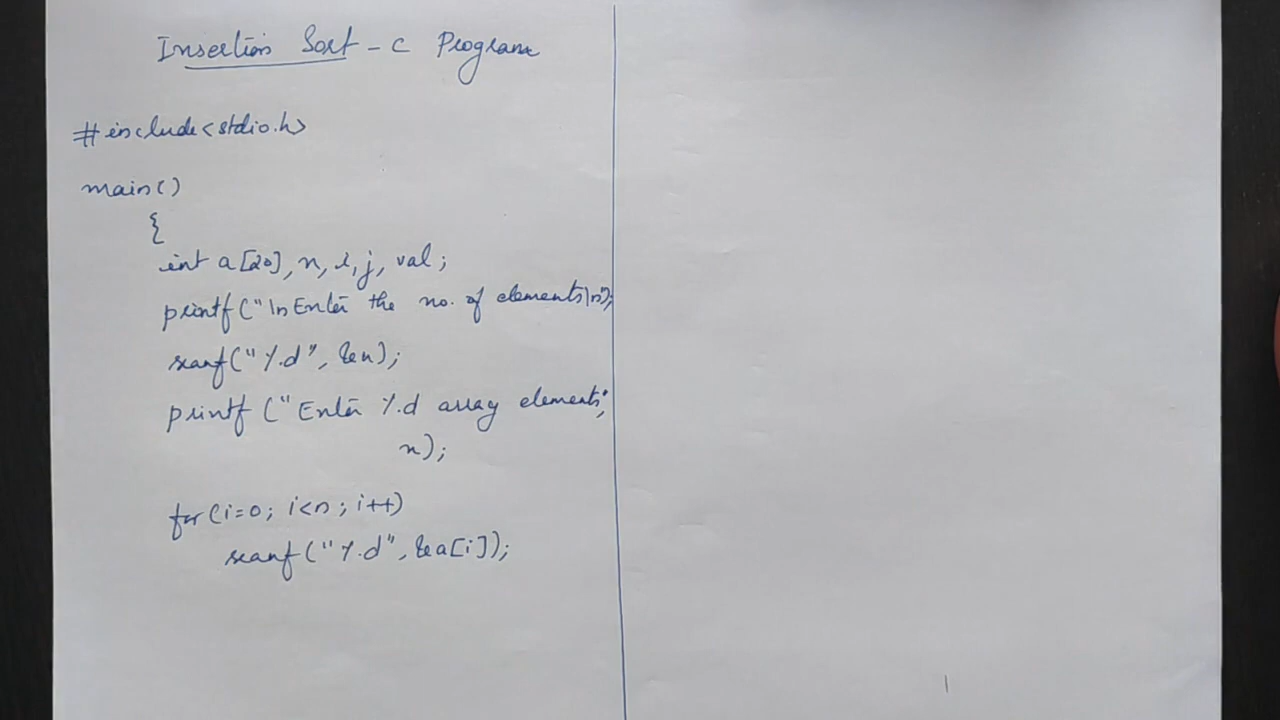 Insertion Sort - C Program
#include<stdio.h>
main()
{
int a[20], n, i, j, val;
printf("\nEnter the no. of elements\n");
scanf("%d", &n);
printf("Enter %d array elements",
n);
for(i=0; i<n; i++)
scanf("%d", &a[i]);